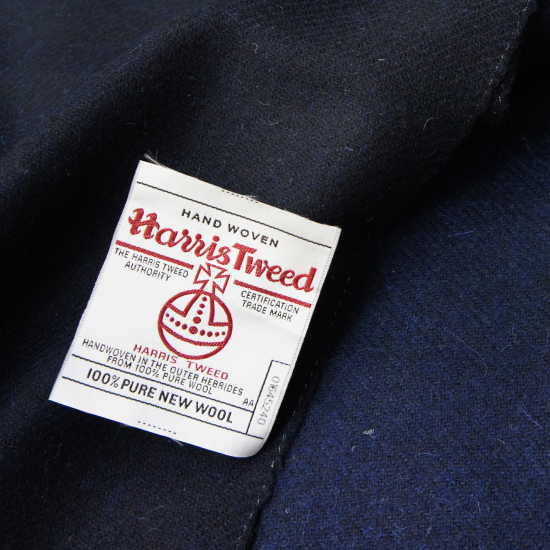 HAND WOVEN
Harris Tweed
THE HARRIS TWEED
AUTHORITY
CERTIFICATION
TRADE MARK
HARRIS TWEED
HANDWOVEN IN THE OUTER HEBRIDES
FROM 100% PURE WOOL
AA
100% PURE NEW WOOL